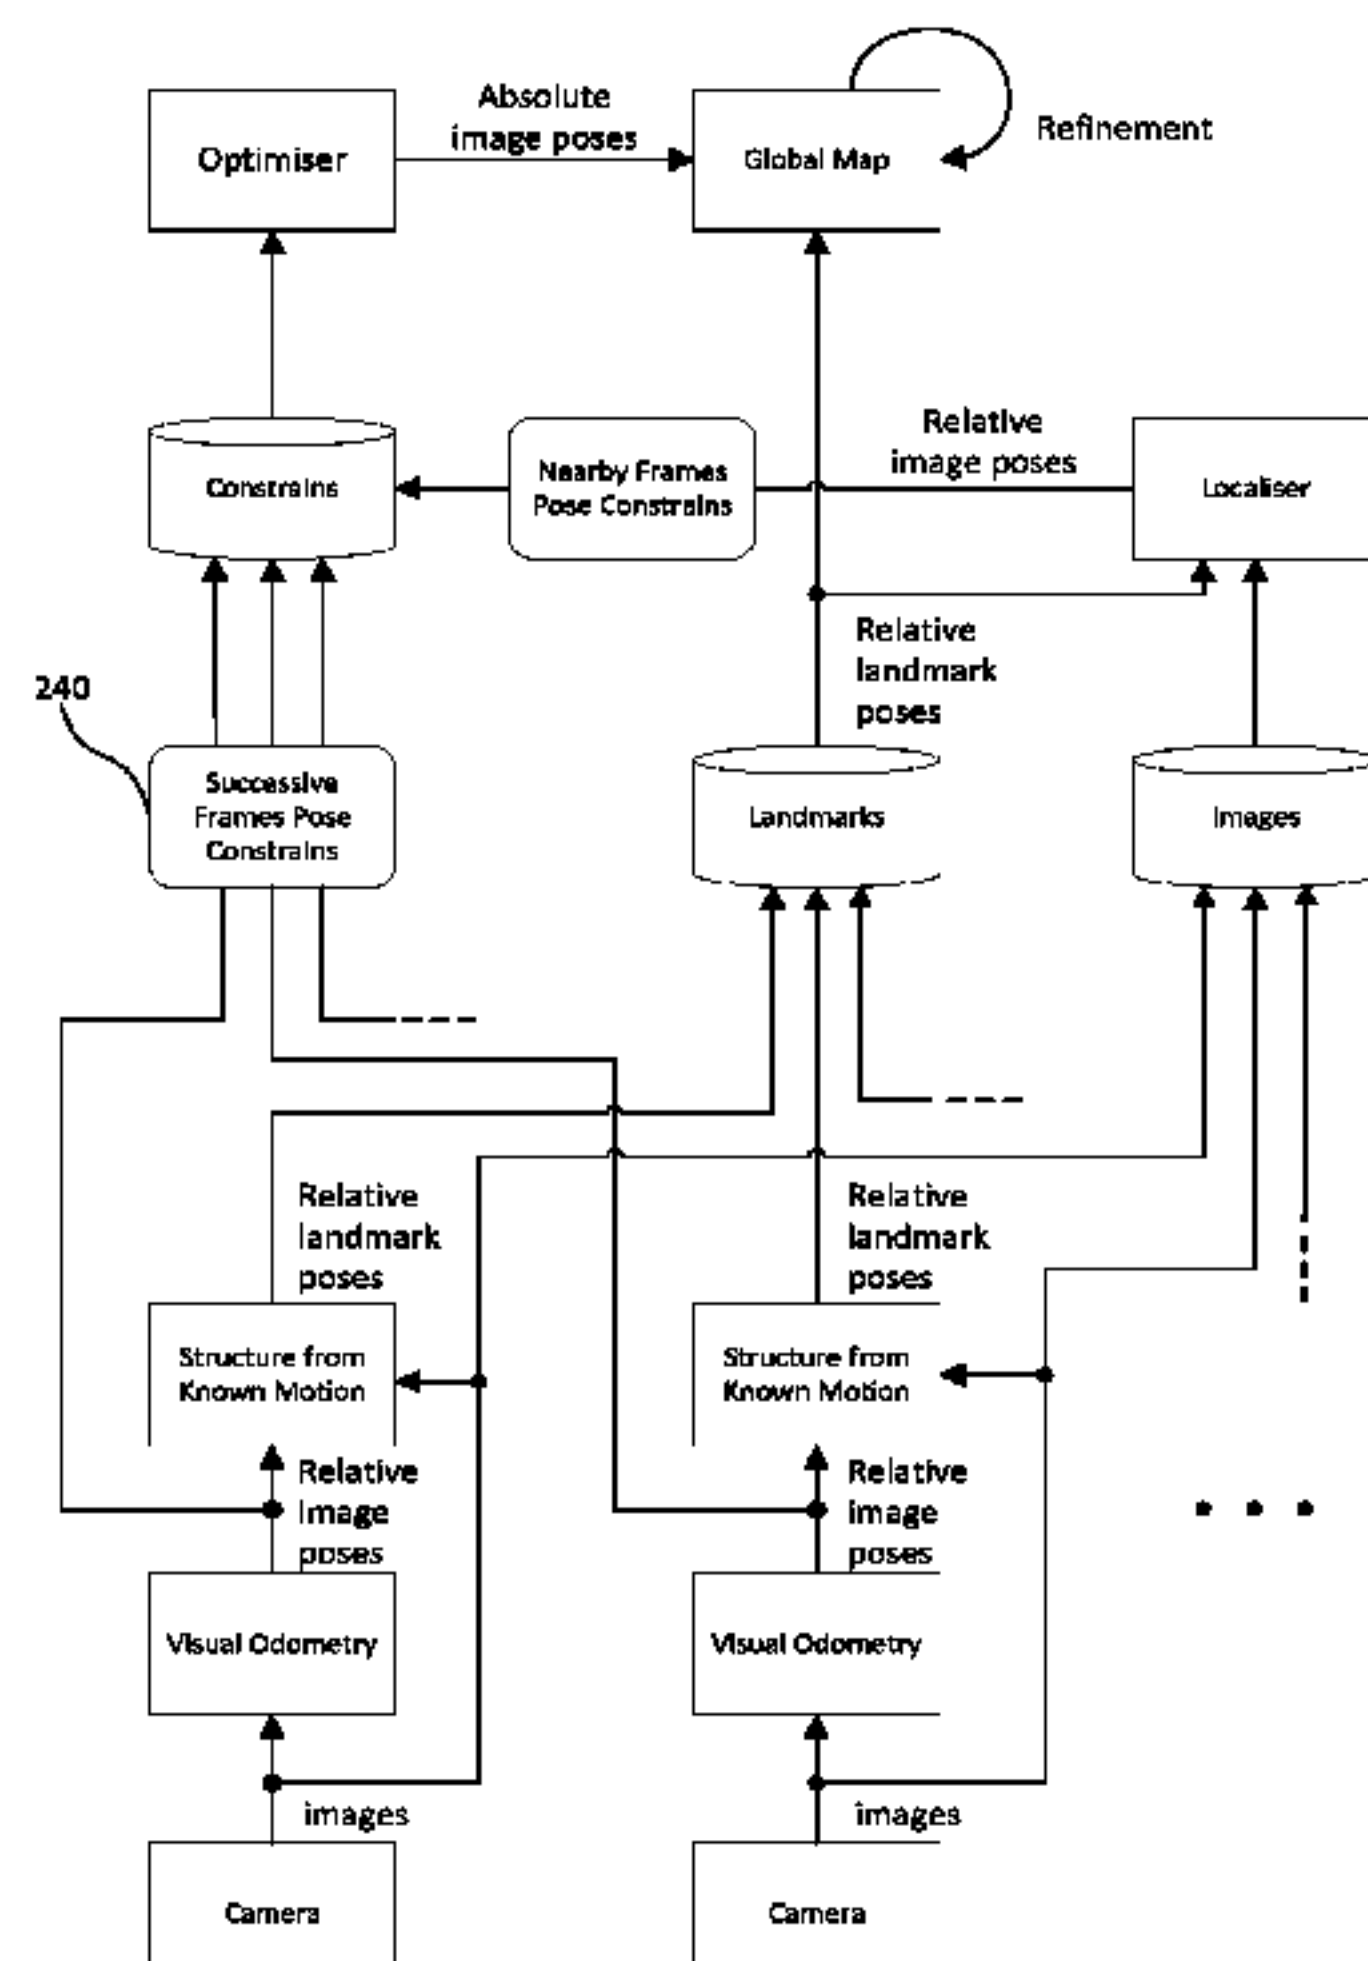 Absolute
image poses
Optimiser
Global Map
Refinement
Relative
image poses
Constrains
Nearby Frames
Pose Constrains
Localiser
Relative
landmark
poses
240
Successive
Frames Pose
Constrains
Landmarks
Images
Relative
landmark
poses
Relative
landmark
poses
Structure from
Known Motion
Structure from
Known Motion
Relative
image
poses
Relative
image
poses
Visual Odometry
Visual Odometry
images
images
Camera
Camera